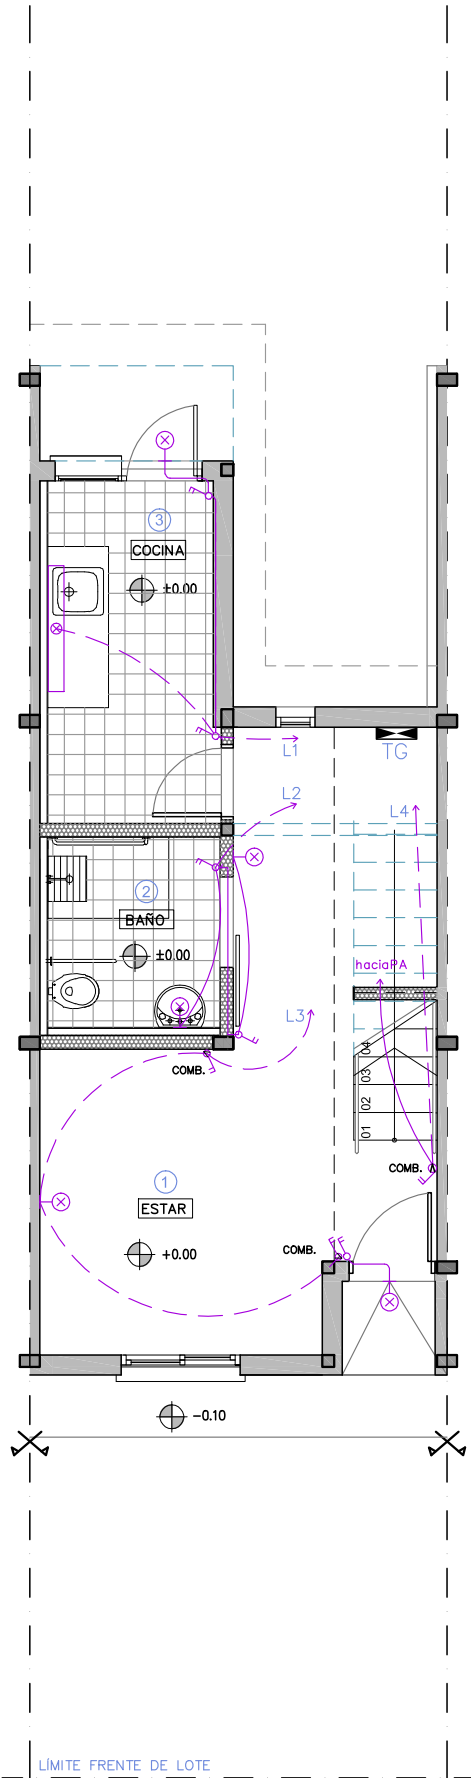 3
COCINA
±0.00
L1
TG
L2
L4
2
BAÑO
±0.00
haciaPA
L3
COMB.
04
03
02
01
COMB.
1
ESTAR
COMB.
+0.00
-0.10
LÍMITE FRENTE DE LOTE